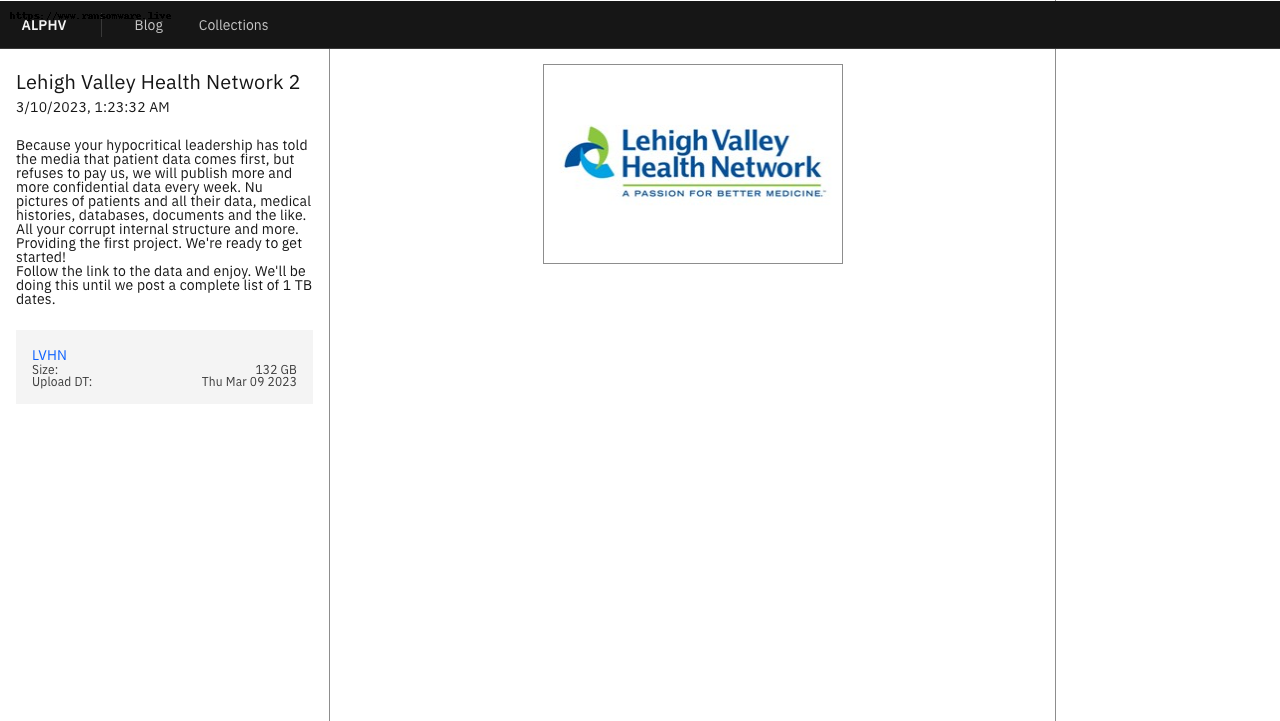 https://www.ransomware.live
ALPHV
Blog
Collections
Lehigh Valley Health Network 2
3/10/2023, 1:23:32 AM
Because your hypocritical leadership has told
the media that patient data comes first, but
refuses to pay us, we will publish more and
more confidential data every week. Nu
pictures of patients and all their data, medical
histories, databases, documents and the like.
All your corrupt internal structure and more.
Providing the first project. We're ready to get
started!
Follow the link to the data and enjoy. We'll be
doing this until we post a complete list of 1 TB
dates.
LVHN
Size: 132 GB
Upload DT: Thu Mar 09 2023
Lehigh Valley
Health Network
A PASSION FOR BETTER MEDICINE.™